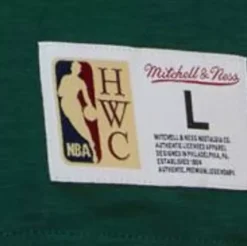 H
W
C
NBA
Mitchell & Ness
L
MITCHELL & NESS NOSTALGIA CO.
AUTHENTIC LICENSED APPAREL
DESIGNED IN PHILADELPHIA, PA
ESTABLISHED 1904
AUTHENTIC, PREMIUM, LEGENDARY.